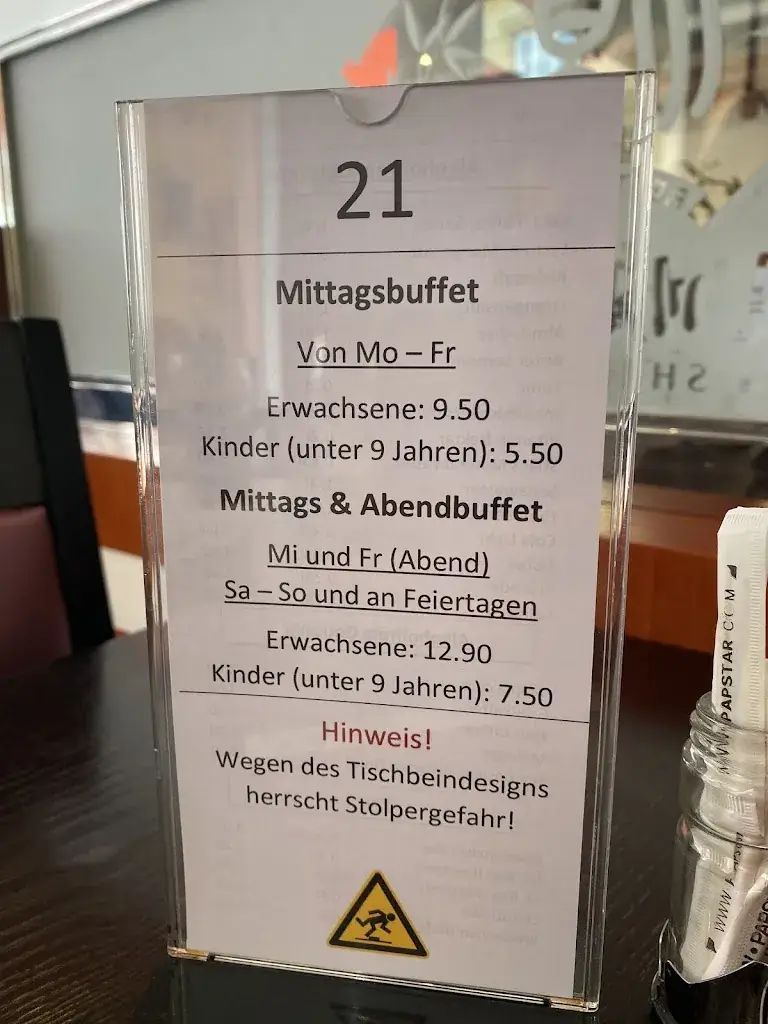 21
Mittagsbuffet
Von Mo – Fr
Erwachsene: 9.50
Kinder (unter 9 Jahren): 5.50
Mittags & Abendbuffet
Mi und Fr (Abend)
Sa – So und an Feiertagen
Erwachsene: 12.90
Kinder (unter 9 Jahren): 7.50
Hinweis!
Wegen des Tischbeindesigns
herrscht Stolpergefahr!
WWW.PAPSTAR.COM